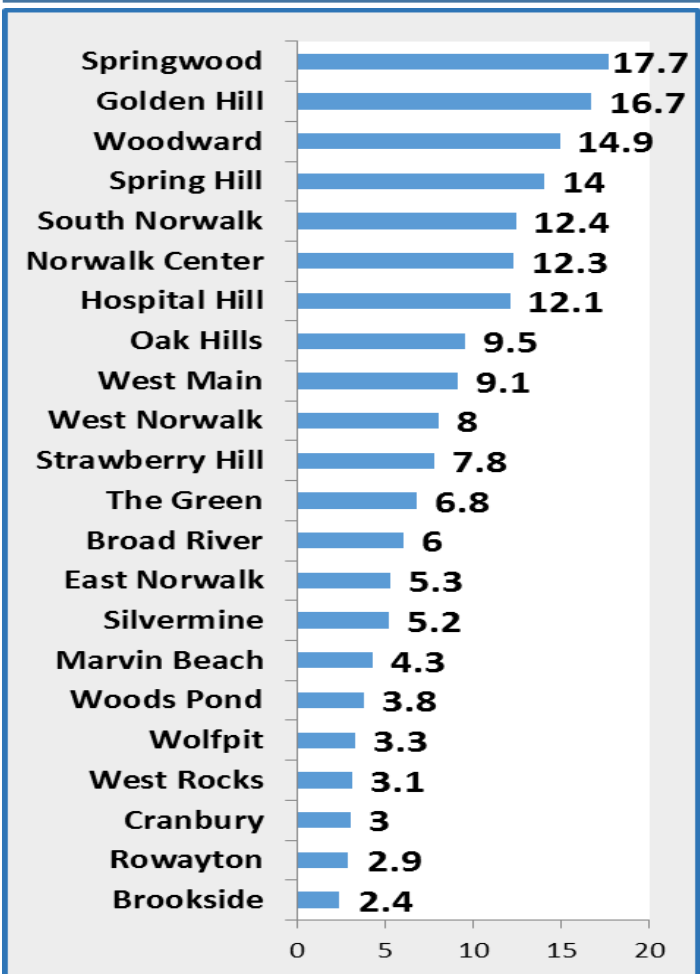 Springwood 17.7
Golden Hill 16.7
Woodward 14.9
Spring Hill 14
South Norwalk 12.4
Norwalk Center 12.3
Hospital Hill 12.1
Oak Hills 9.5
West Main 9.1
West Norwalk 8
Strawberry Hill 7.8
The Green 6.8
Broad River 6
East Norwalk 5.3
Silvermine 5.2
Marvin Beach 4.3
Woods Pond 3.8
Wolfpit 3.3
West Rocks 3.1
Cranbury 3
Rowayton 2.9
Brookside 2.4
0 5 10 15 20